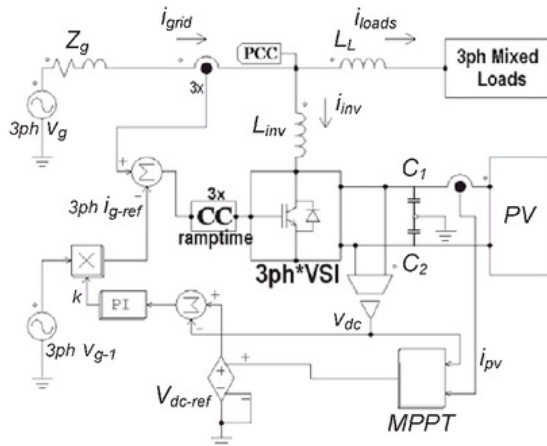 Z_g
i_grid
PCC
L_L
i_loads
3ph Mixed
Loads
3x
i_inv
L_inv
3ph V_g
+
Σ
-
3ph i_g-ref
3x
CC
ramptime
C_1
PV
C_2
3ph*VSI
×
k
PI
Σ
+
-
V_dc
i_pv
3ph V_g-1
+
-
+
-
+
V_dc-ref
MPPT